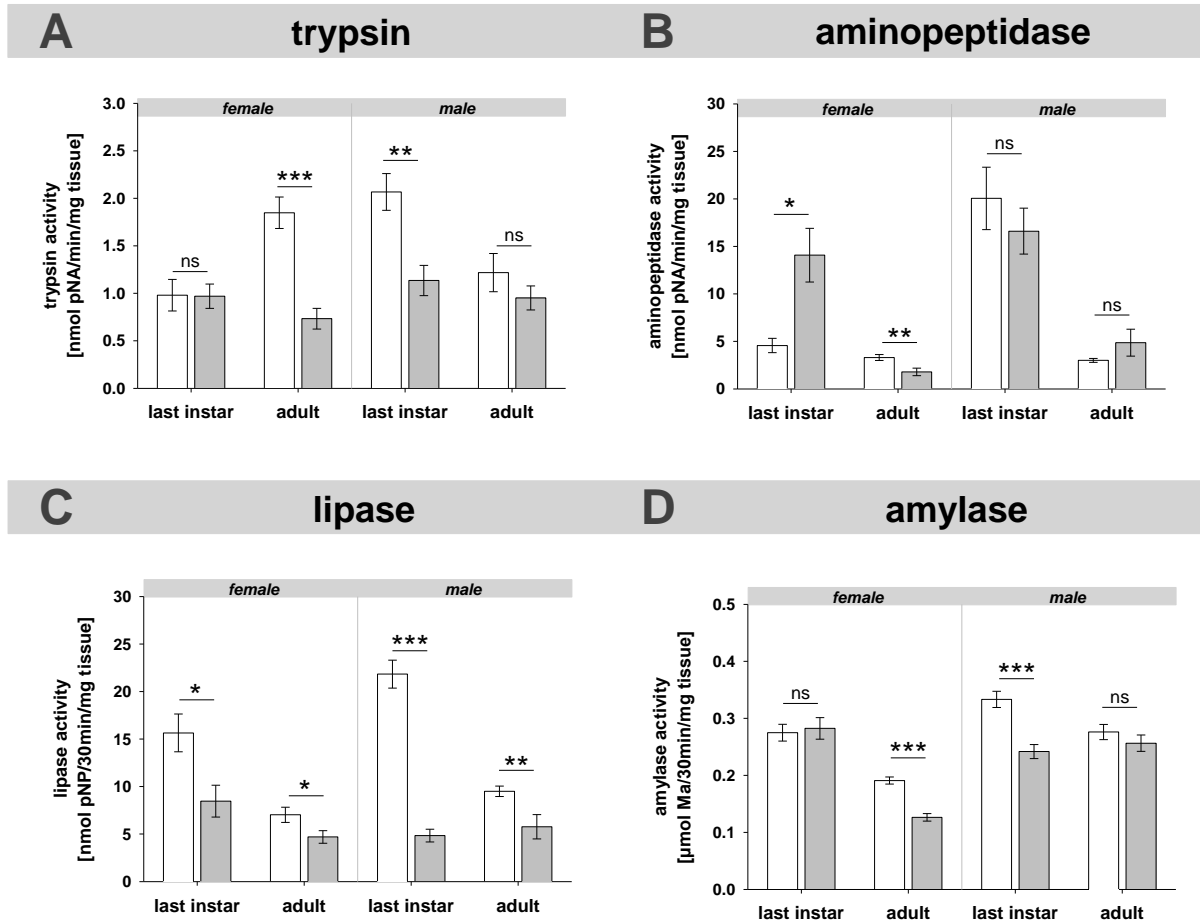 A trypsin
female male
trypsin activity
[nmol pNA/min/mg tissue]
3.0
2.5
2.0
1.5
1.0
0.5
0.0
ns
***
**
ns
last instar adult last instar adult
B aminopeptidase
female male
aminopeptidase activity
[nmol pNA/min/mg tissue]
30
25
20
15
10
5
0
*
**
ns
ns
last instar adult last instar adult
C lipase
female male
lipase activity
[nmol pNP/30min/mg tissue]
30
25
20
15
10
5
0
*
*
***
**
last instar adult last instar adult
D amylase
female male
amylase activity
[µmol Ma/30min/mg tissue]
0.5
0.4
0.3
0.2
0.1
0.0
ns
***
***
ns
last instar adult last instar adult